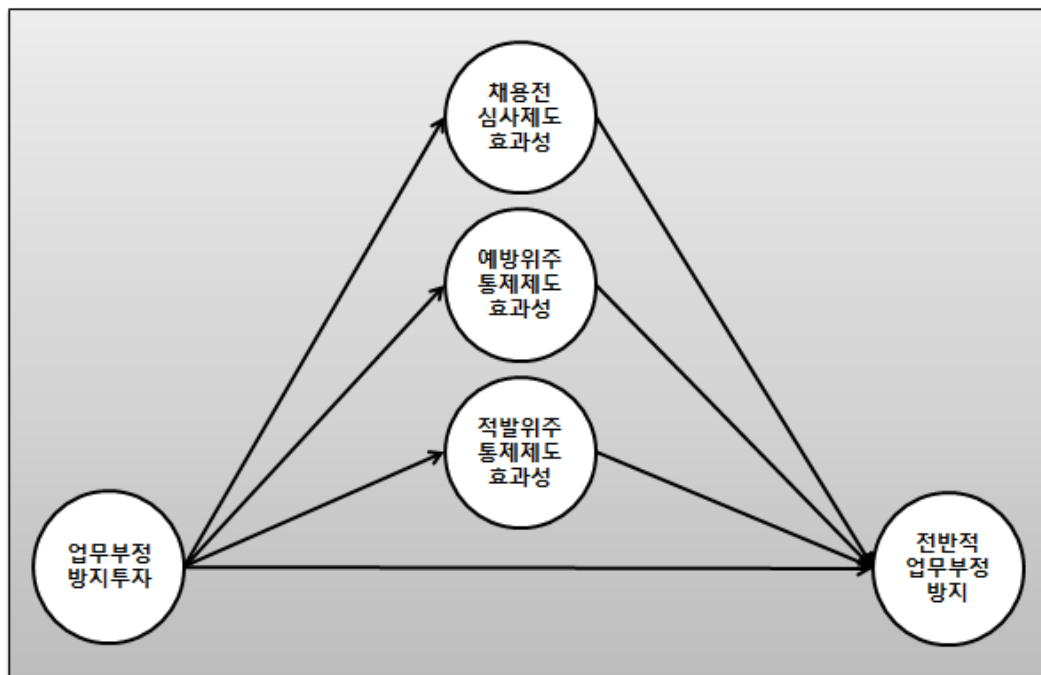 채용전
심사제도
효과성
예방위주
통제제도
효과성
적발위주
통제제도
효과성
업무부정
방지투자
전반적
업무부정
방지